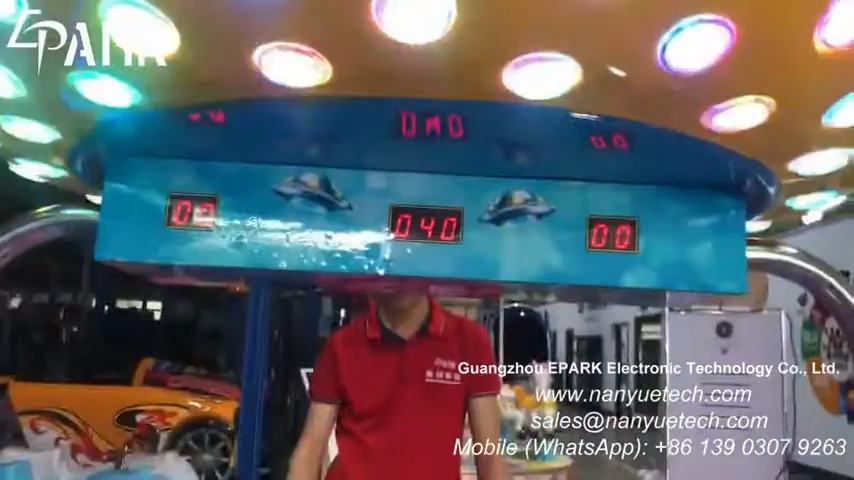 EPARK
00
040
00
EPARK
Guangzhou EPARK Electronic Technology Co., Ltd.
www.nanyuetech.com
sales@nanyuetech.com
Mobile (WhatsApp): +86 139 0307 9263